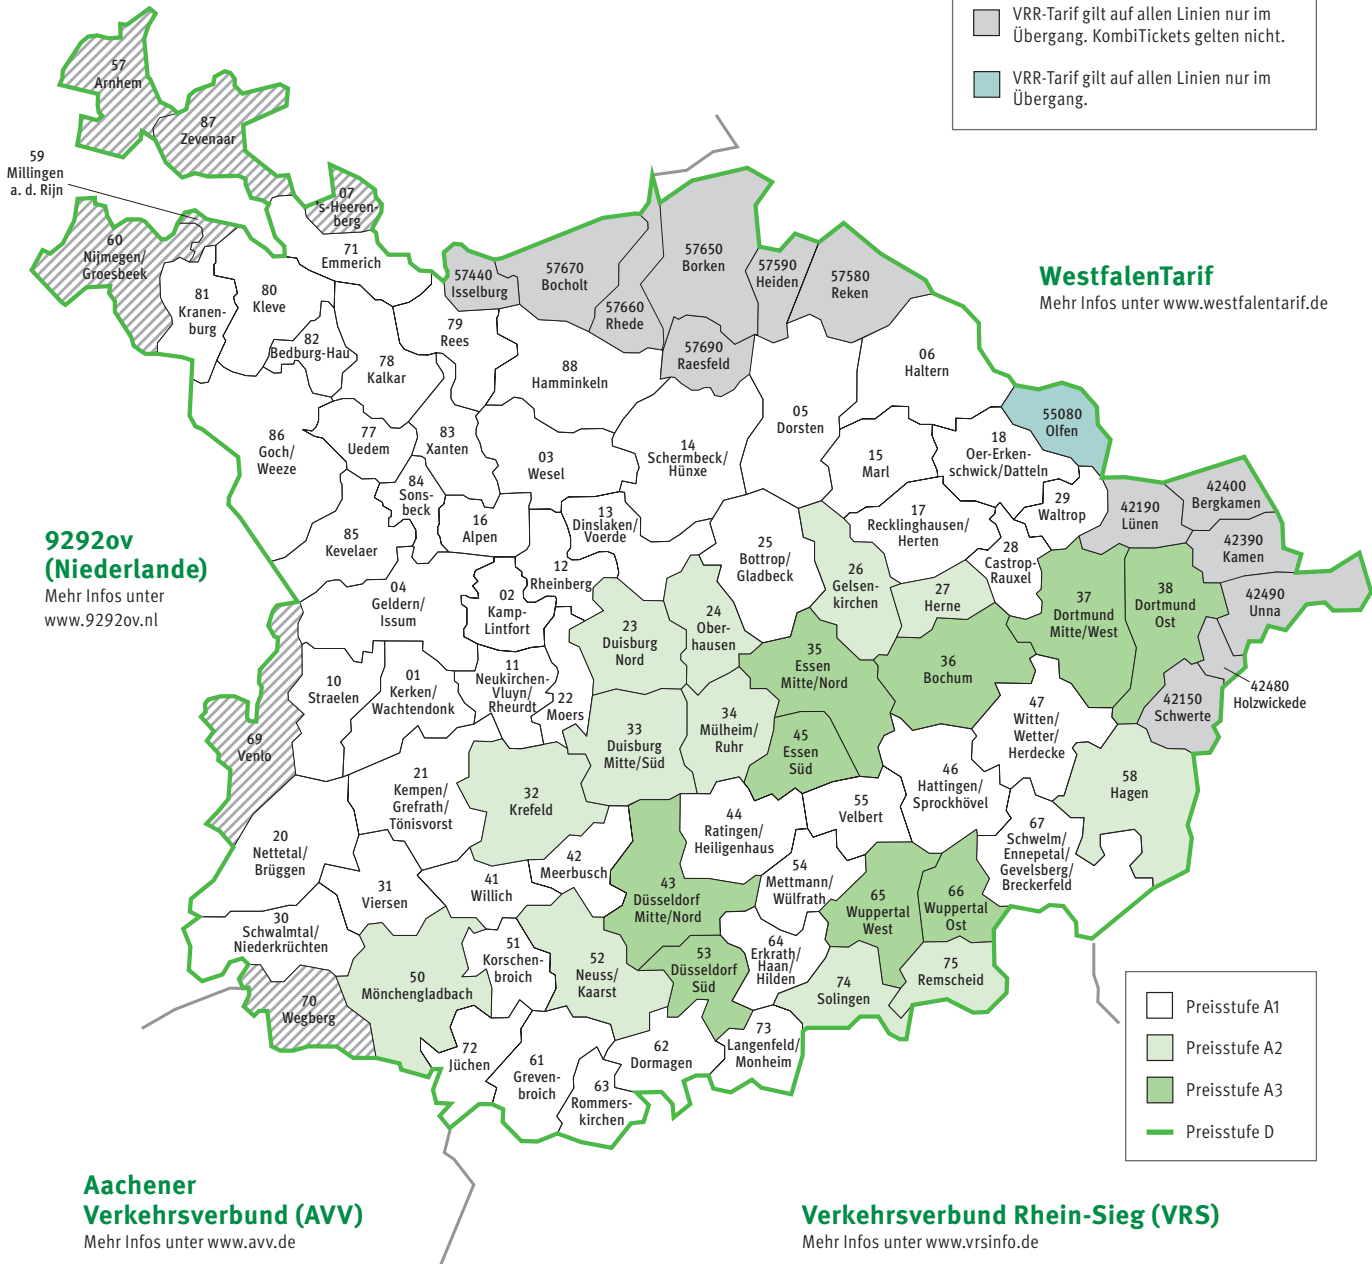 VRR-Tarif gilt auf allen Linien nur im
Übergang. KombiTickets gelten nicht.
VRR-Tarif gilt auf allen Linien nur im
Übergang.
57
Arnhem
87
Zevenaar
59
Millingen
a. d. Rijn
07
's-Heeren-
berg
60
Nijmegen/
Groesbeek
71
Emmerich
81
Kranen-
burg
80
Kleve
82
Bedburg-Hau
78
Kalkar
79
Rees
57440
Isselburg
57670
Bocholt
57660
Rhede
57650
Borken
57590
Heiden
57580
Reken
57690
Raesfeld
WestfalenTarif
Mehr Infos unter www.westfalentarif.de
88
Hamminkeln
06
Haltern
05
Dorsten
55080
Olfen
86
Goch/
Weeze
77
Uedem
83
Xanten
03
Wesel
14
Schermbeck/
Hünxe
15
Marl
18
Oer-Erken-
schwick/Datteln
84
Sons-
beck
29
Waltrop
42190
Lünen
42400
Bergkamen
42390
Kamen
42490
Unna
9292ov
(Niederlande)
Mehr Infos unter
www.9292ov.nl
85
Kevelaer
16
Alpen
13
Dinslaken/
Voerde
17
Recklinghausen/
Herten
25
Bottrop/
Gladbeck
28
Castrop-
Rauxel
12
Rheinberg
04
Geldern/
Issum
02
Kamp-
Lintfort
26
Gelsen-
kirchen
27
Herne
37
Dortmund
Mitte/West
38
Dortmund
Ost
23
Duisburg
Nord
24
Ober-
hausen
35
Essen
Mitte/Nord
36
Bochum
10
Straelen
01
Kerken/
Wachtendonk
11
Neukirchen-
Vluyn/
Rheurdt
22
Moers
42480
Holzwickede
42150
Schwerte
47
Witten/
Wetter/
Herdecke
69
Venlo
33
Duisburg
Mitte/Süd
34
Mülheim/
Ruhr
45
Essen
Süd
21
Kempen/
Grefrath/
Tönisvorst
32
Krefeld
46
Hattingen/
Sprockhövel
58
Hagen
55
Velbert
44
Ratingen/
Heiligenhaus
20
Nettetal/
Brüggen
67
Schwelm/
Ennepetal/
Gevelsberg/
Breckerfeld
42
Meerbusch
54
Mettmann/
Wülfrath
31
Viersen
41
Willich
43
Düsseldorf
Mitte/Nord
65
Wuppertal
West
66
Wuppertal
Ost
30
Schwalmtal/
Niederkrüchten
51
Korschen-
broich
52
Neuss/
Kaarst
53
Düsseldorf
Süd
64
Erkrath/
Haan/
Hilden
50
Mönchengladbach
74
Solingen
75
Remscheid
70
Wegberg
72
Jüchen
61
Greven-
broich
62
Dormagen
73
Langenfeld/
Monheim
63
Rommers-
kirchen
Preisstufe A1
Preisstufe A2
Preisstufe A3
Preisstufe D
Aachener
Verkehrsverbund (AVV)
Mehr Infos unter www.avv.de
Verkehrsverbund Rhein-Sieg (VRS)
Mehr Infos unter www.vrsinfo.de